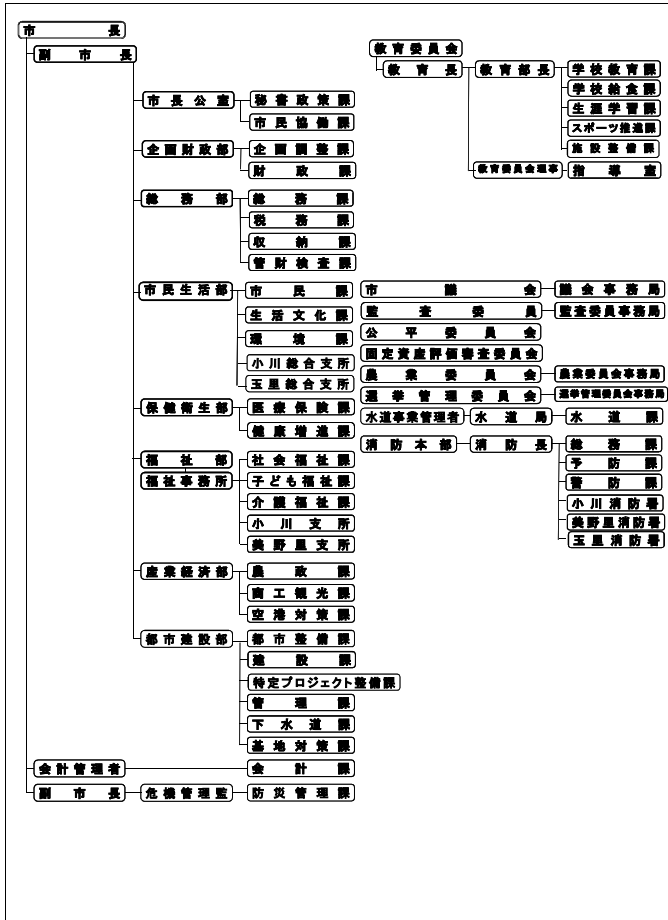 市長
副市長
市長公室 秘書政策課
市民協働課
企画財政部 企画調整課
財政課
総務部 総務課
税務課
収納課
管財検査課
市民生活部 市民課
生活文化課
環境課
小川総合支所
玉里総合支所
保健衛生部 医療保険課
健康増進課
福祉部 社会福祉課
福祉事務所 子ども福祉課
介護福祉課
小川支所
美野里支所
産業経済部 農政課
商工観光課
空港対策課
都市建設部 都市整備課
建設課
特定プロジェクト整備課
管理課
下水道課
基地対策課
会計管理者 会計課
副市長 危機管理監 防災管理課
教育委員会
教育長 教育部長 学校教育課
学校給食課
生涯学習課
スポーツ推進課
施設整備課
教育委員会理事 指導室
市議会 議会事務局
監査委員 監査委員事務局
公平委員会
固定資産評価審査委員会
農業委員会 農業委員会事務局
選挙管理委員会 選挙管理委員会事務局
水道事業管理者 水道局 水道課
消防本部 消防長 総務課
予防課
警防課
小川消防署
美野里消防署
玉里消防署